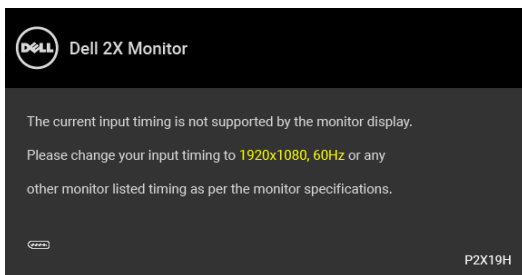 DELL
Dell 2X Monitor
The current input timing is not supported by the monitor display.
Please change your input timing to 1920x1080, 60Hz or any
other monitor listed timing as per the monitor specifications.
P2X19H